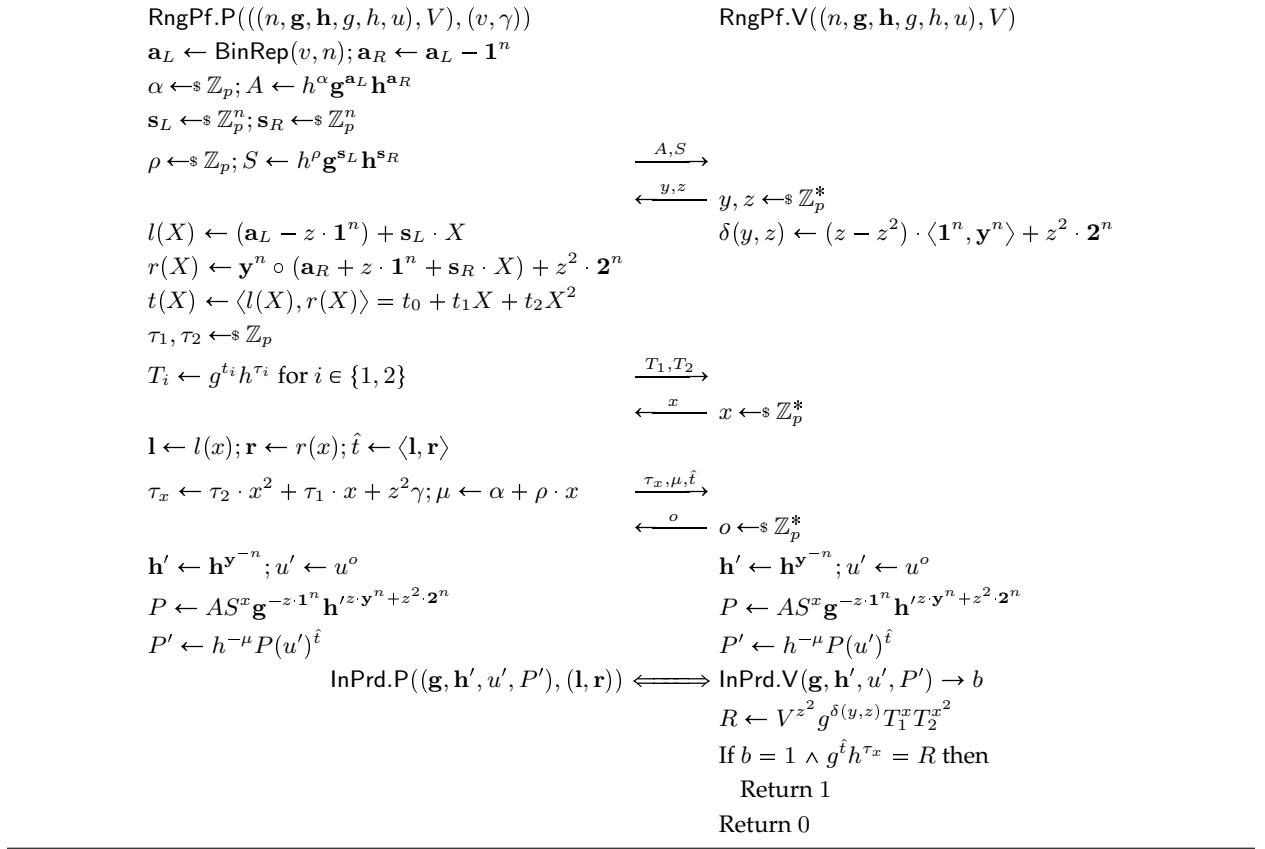 RngPf.P(((n, 𝐠, 𝐡, g, h, u), V), (v, γ)) RngPf.V((n, 𝐠, 𝐡, g, h, u), V)
𝐚_L ← BinRep(v, n); 𝐚_R ← 𝐚_L − 𝟏^n
α ←$ ℤ_p; A ← h^α 𝐠^{𝐚_L} 𝐡^{𝐚_R}
𝐬_L ←$ ℤ_p^n; 𝐬_R ←$ ℤ_p^n
ρ ←$ ℤ_p; S ← h^ρ 𝐠^{𝐬_L} 𝐡^{𝐬_R} A,S ⟶
⟵ y,z y, z ←$ ℤ_p^*
l(X) ← (𝐚_L − z · 𝟏^n) + 𝐬_L · X δ(y, z) ← (z − z^2) · ⟨𝟏^n, 𝐲^n⟩ + z^2 · 𝟐^n
r(X) ← 𝐲^n ∘ (𝐚_R + z · 𝟏^n + 𝐬_R · X) + z^2 · 𝟐^n
t(X) ← ⟨l(X), r(X)⟩ = t_0 + t_1X + t_2X^2
τ_1, τ_2 ←$ ℤ_p
T_i ← g^{t_i} h^{τ_i} for i ∈ {1, 2} T_1,T_2 ⟶
⟵ x x ←$ ℤ_p^*
𝐥 ← l(x); 𝐫 ← r(x); t̂ ← ⟨𝐥, 𝐫⟩
τ_x ← τ_2 · x^2 + τ_1 · x + z^2γ; μ ← α + ρ · x τ_x,μ,t̂ ⟶
⟵ o o ←$ ℤ_p^*
𝐡′ ← 𝐡^{𝐲^{−n}}; u′ ← u^o 𝐡′ ← 𝐡^{𝐲^{−n}}; u′ ← u^o
P ← AS^x 𝐠^{−z·𝟏^n} 𝐡′^{z·𝐲^n+z^2·𝟐^n} P ← AS^x 𝐠^{−z·𝟏^n} 𝐡′^{z·𝐲^n+z^2·𝟐^n}
P′ ← h^{−μ}P(u′)^{t̂} P′ ← h^{−μ}P(u′)^{t̂}
InPrd.P((𝐠, 𝐡′, u′, P′), (𝐥, 𝐫)) ⟺ InPrd.V(𝐠, 𝐡′, u′, P′) → b
R ← V^{z^2} g^{δ(y,z)} T_1^x T_2^{x^2}
If b = 1 ∧ g^{t̂} h^{τ_x} = R then
Return 1
Return 0